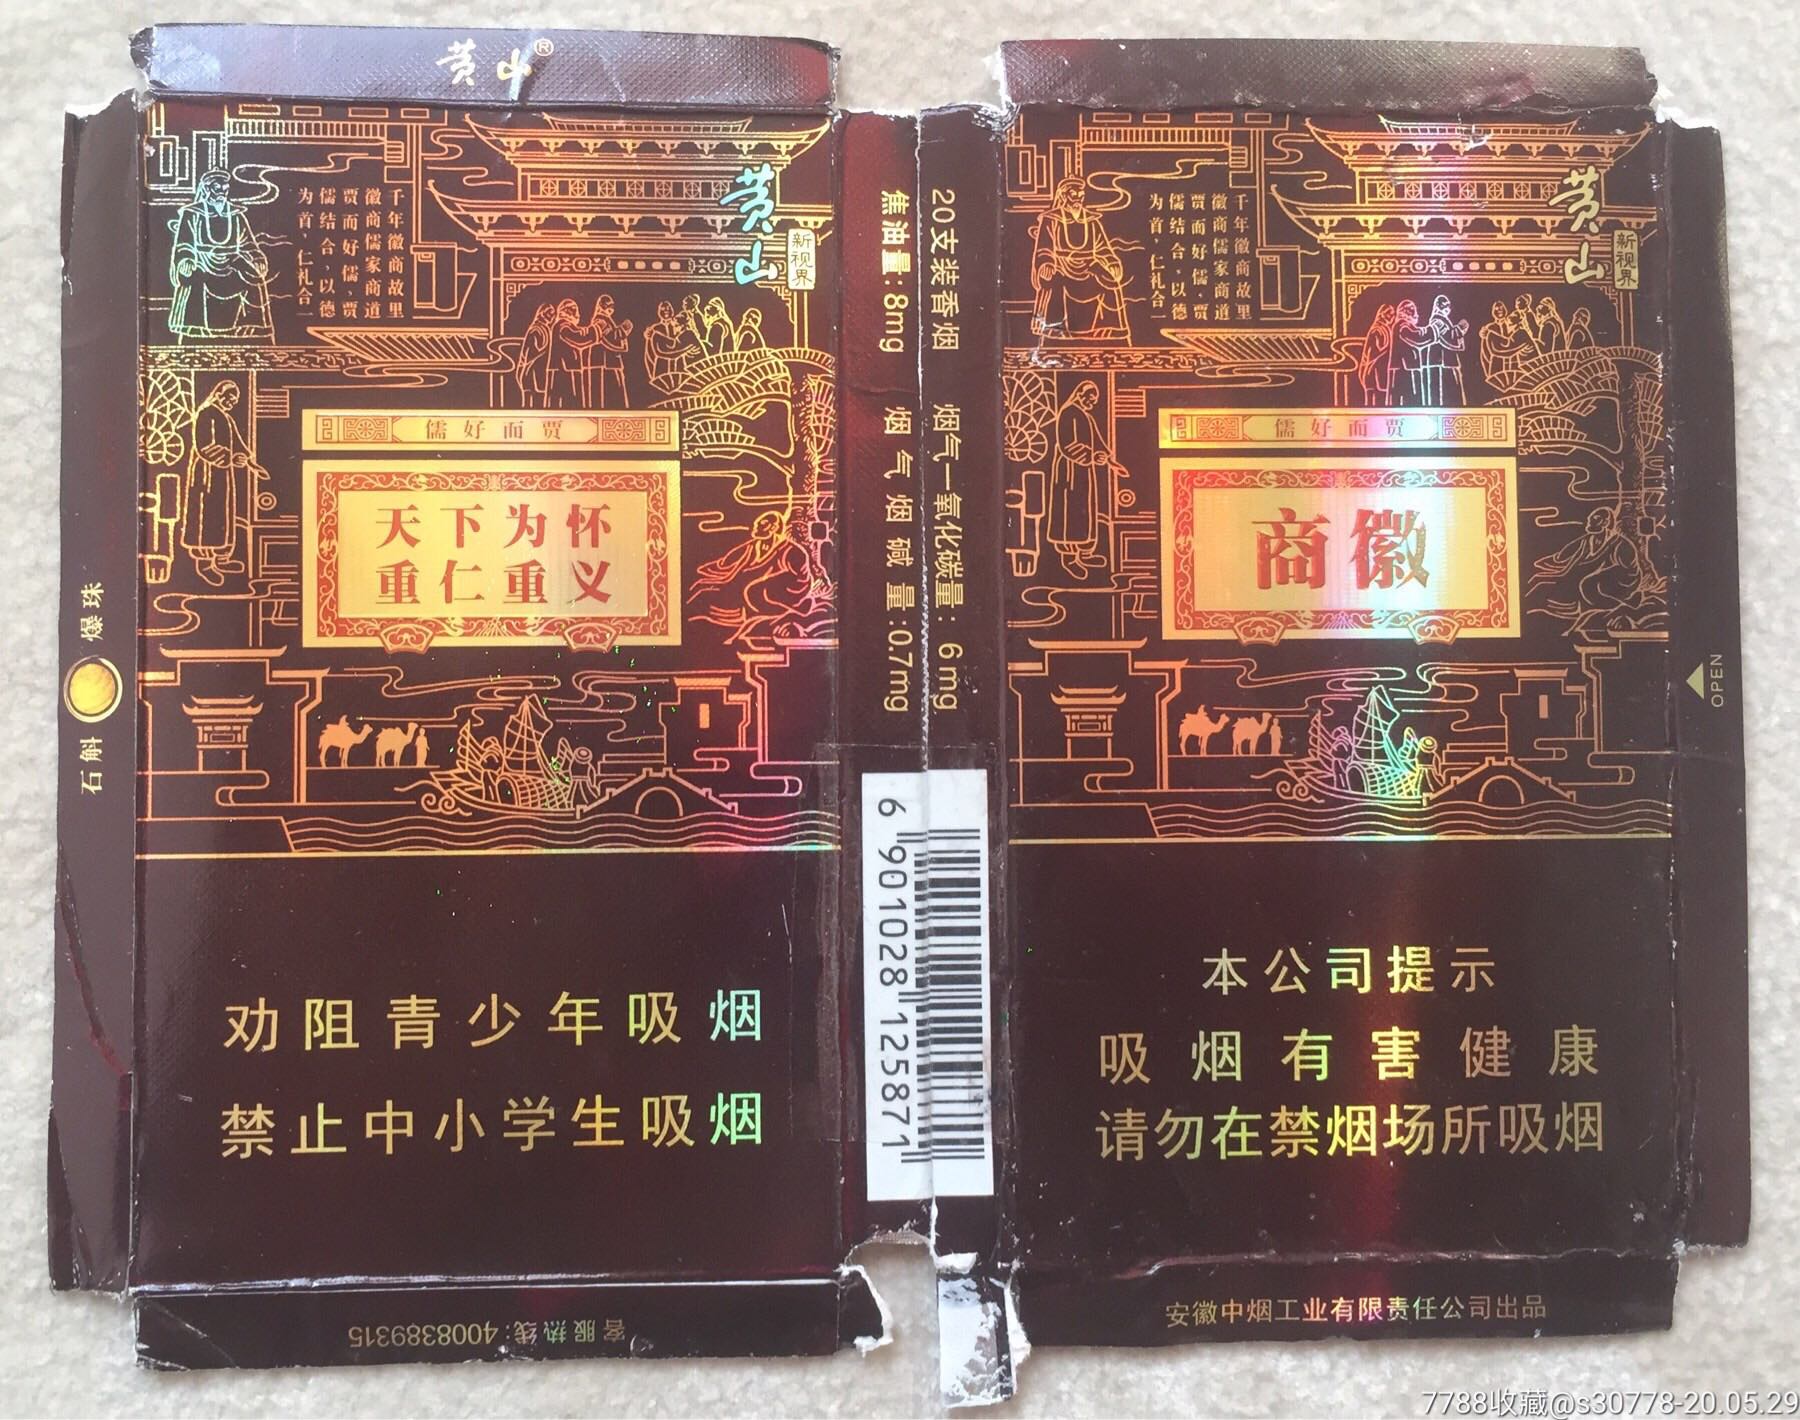 黄山®
黄山
新视界
千年徽商故里
徽商儒家商道
贾而好儒，贾
儒结合，以德
为首，仁礼合一
儒好而贾
天下为怀
重仁重义
石斛 爆珠
劝阻青少年吸烟
禁止中小学生吸烟
客服热线：4008389315
焦油量：8mg 烟气烟碱量：0.7mg
20支装香烟 烟气一氧化碳量：6mg
6 901028 125871
黄山
新视界
千年徽商故里
徽商儒家商道
贾而好儒，贾
儒结合，以德
为首，仁礼合一
儒好而贾
商徽
OPEN
本公司提示
吸烟有害健康
请勿在禁烟场所吸烟
安徽中烟工业有限责任公司出品
7788收藏@s30778-20.05.29